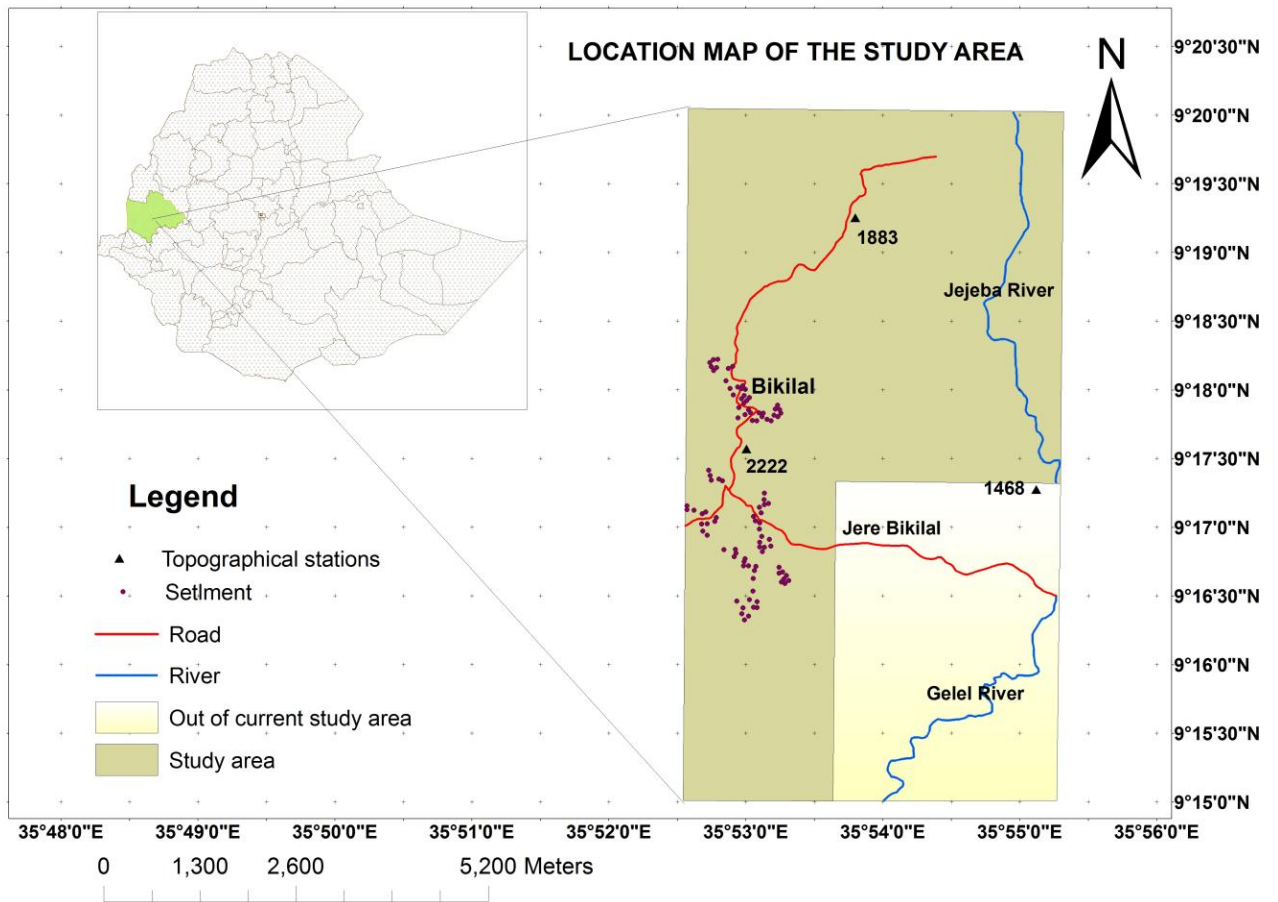 LOCATION MAP OF THE STUDY AREA
N
9°20'30"N
9°20'0"N
9°19'30"N
9°19'0"N
9°18'30"N
9°18'0"N
9°17'30"N
9°17'0"N
9°16'30"N
9°16'0"N
9°15'30"N
9°15'0"N
1883
Jejeba River
Bikilal
2222
1468
Jere Bikilal
Gelel River
Legend
Topographical stations
Setlment
Road
River
Out of current study area
Study area
35°48'0"E 35°49'0"E 35°50'0"E 35°51'0"E 35°52'0"E 35°53'0"E 35°54'0"E 35°55'0"E 35°56'0"E
0 1,300 2,600 5,200 Meters